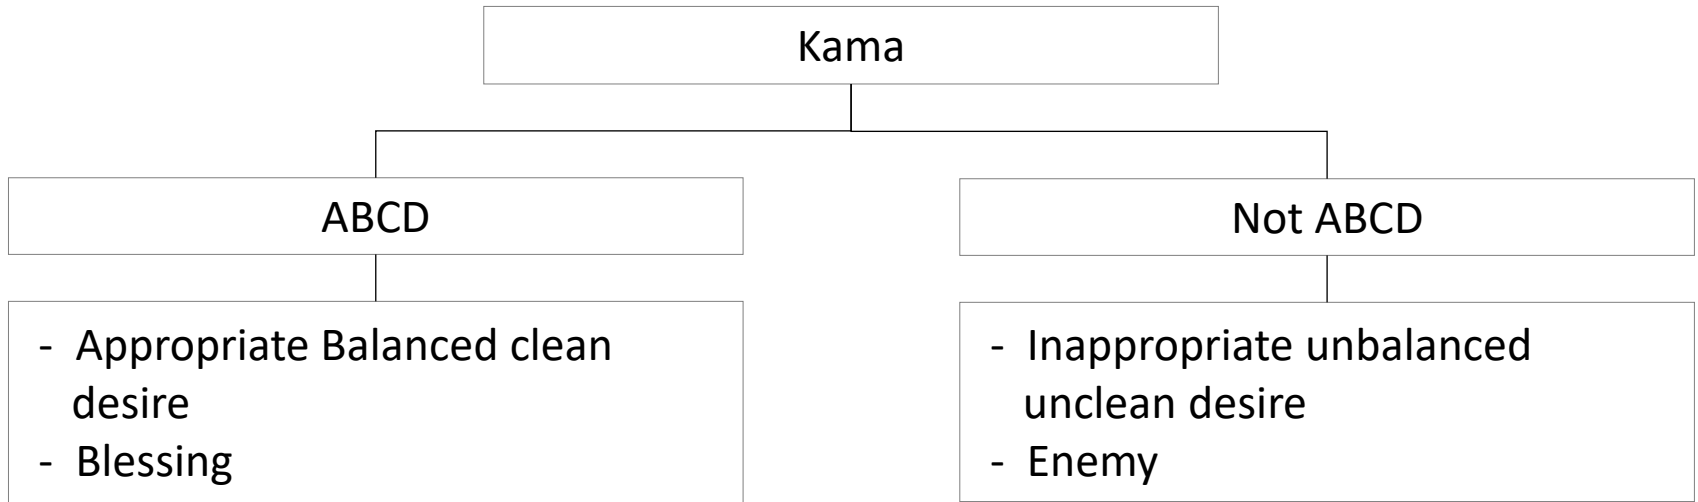 Kama
ABCD
Not ABCD
- Appropriate Balanced clean
desire
- Blessing
- Inappropriate unbalanced
unclean desire
- Enemy